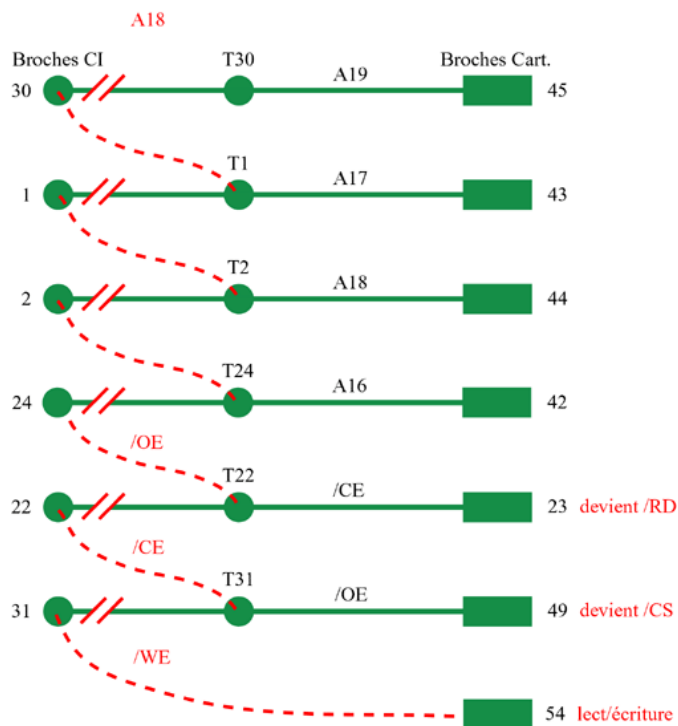 A18
Broches CI T30 Broches Cart.
30 A19 45
T1
1 A17 43
T2
2 A18 44
T24
24 A16 42
/OE T22
22 /CE 23 devient /RD
/CE T31
31 /OE 49 devient /CS
/WE
54 lect/écriture